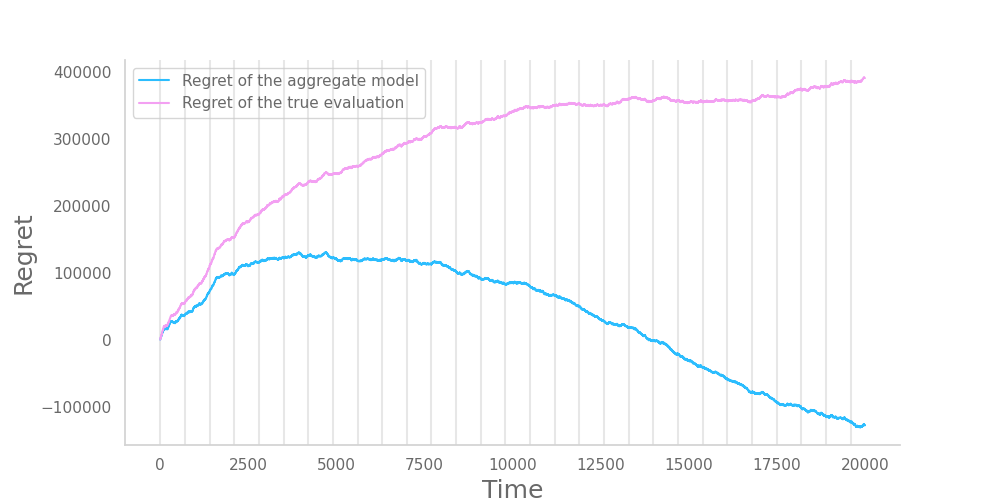 Regret of the aggregate model
Regret of the true evaluation
400000
300000
200000
100000
0
−100000
Regret
0 2500 5000 7500 10000 12500 15000 17500 20000
Time